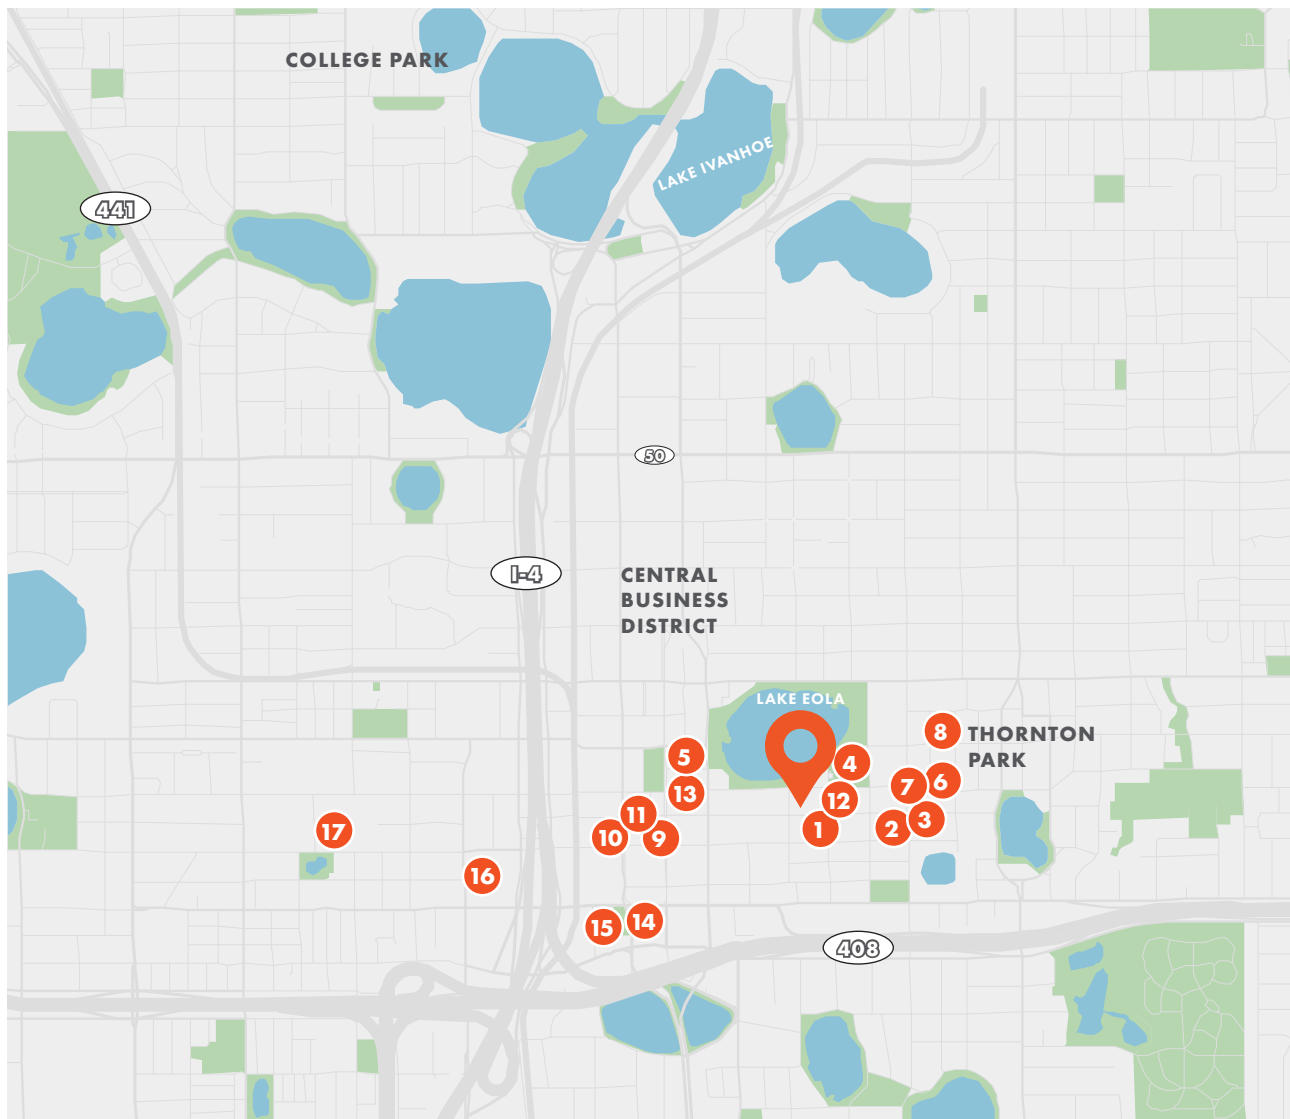 COLLEGE PARK
LAKE IVANHOE
441
50
I-4
CENTRAL
BUSINESS
DISTRICT
LAKE EOLA
8
THORNTON
PARK
5
4
6
7
13
12
11
3
2
1
17
10
9
16
14
15
408